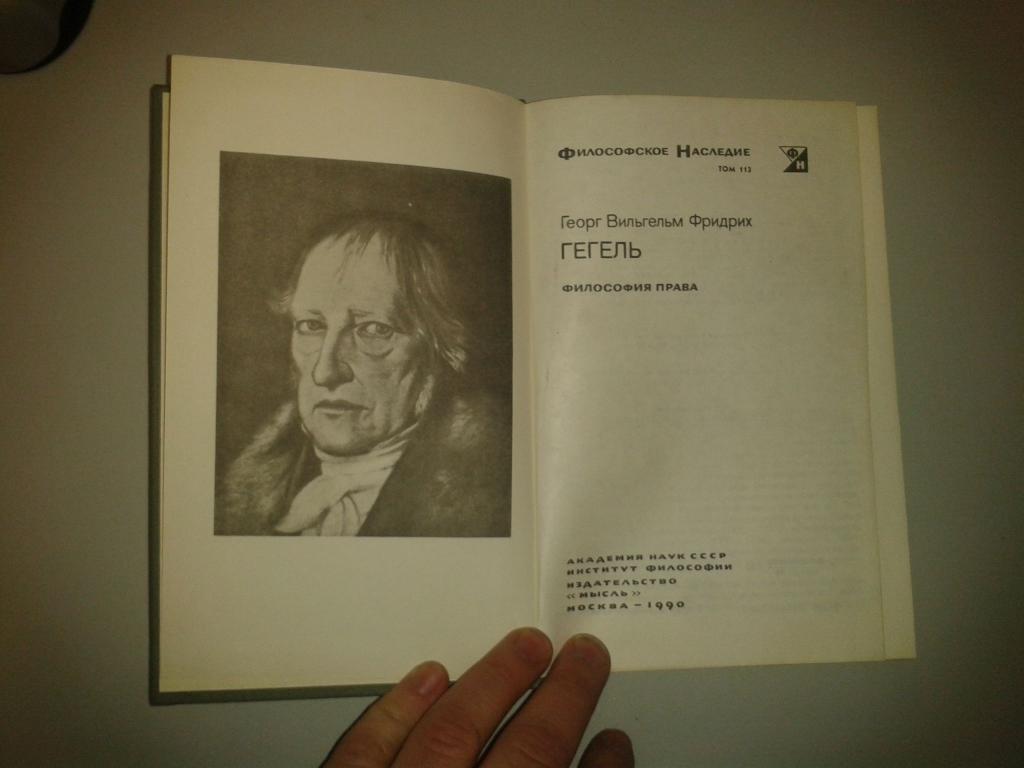 Философское Наследие
ТОМ 113
ФН
Георг Вильгельм Фридрих
ГЕГЕЛЬ
ФИЛОСОФИЯ ПРАВА
АКАДЕМИЯ НАУК СССР
ИНСТИТУТ ФИЛОСОФИИ
ИЗДАТЕЛЬСТВО
«МЫСЛЬ»
МОСКВА – 1990